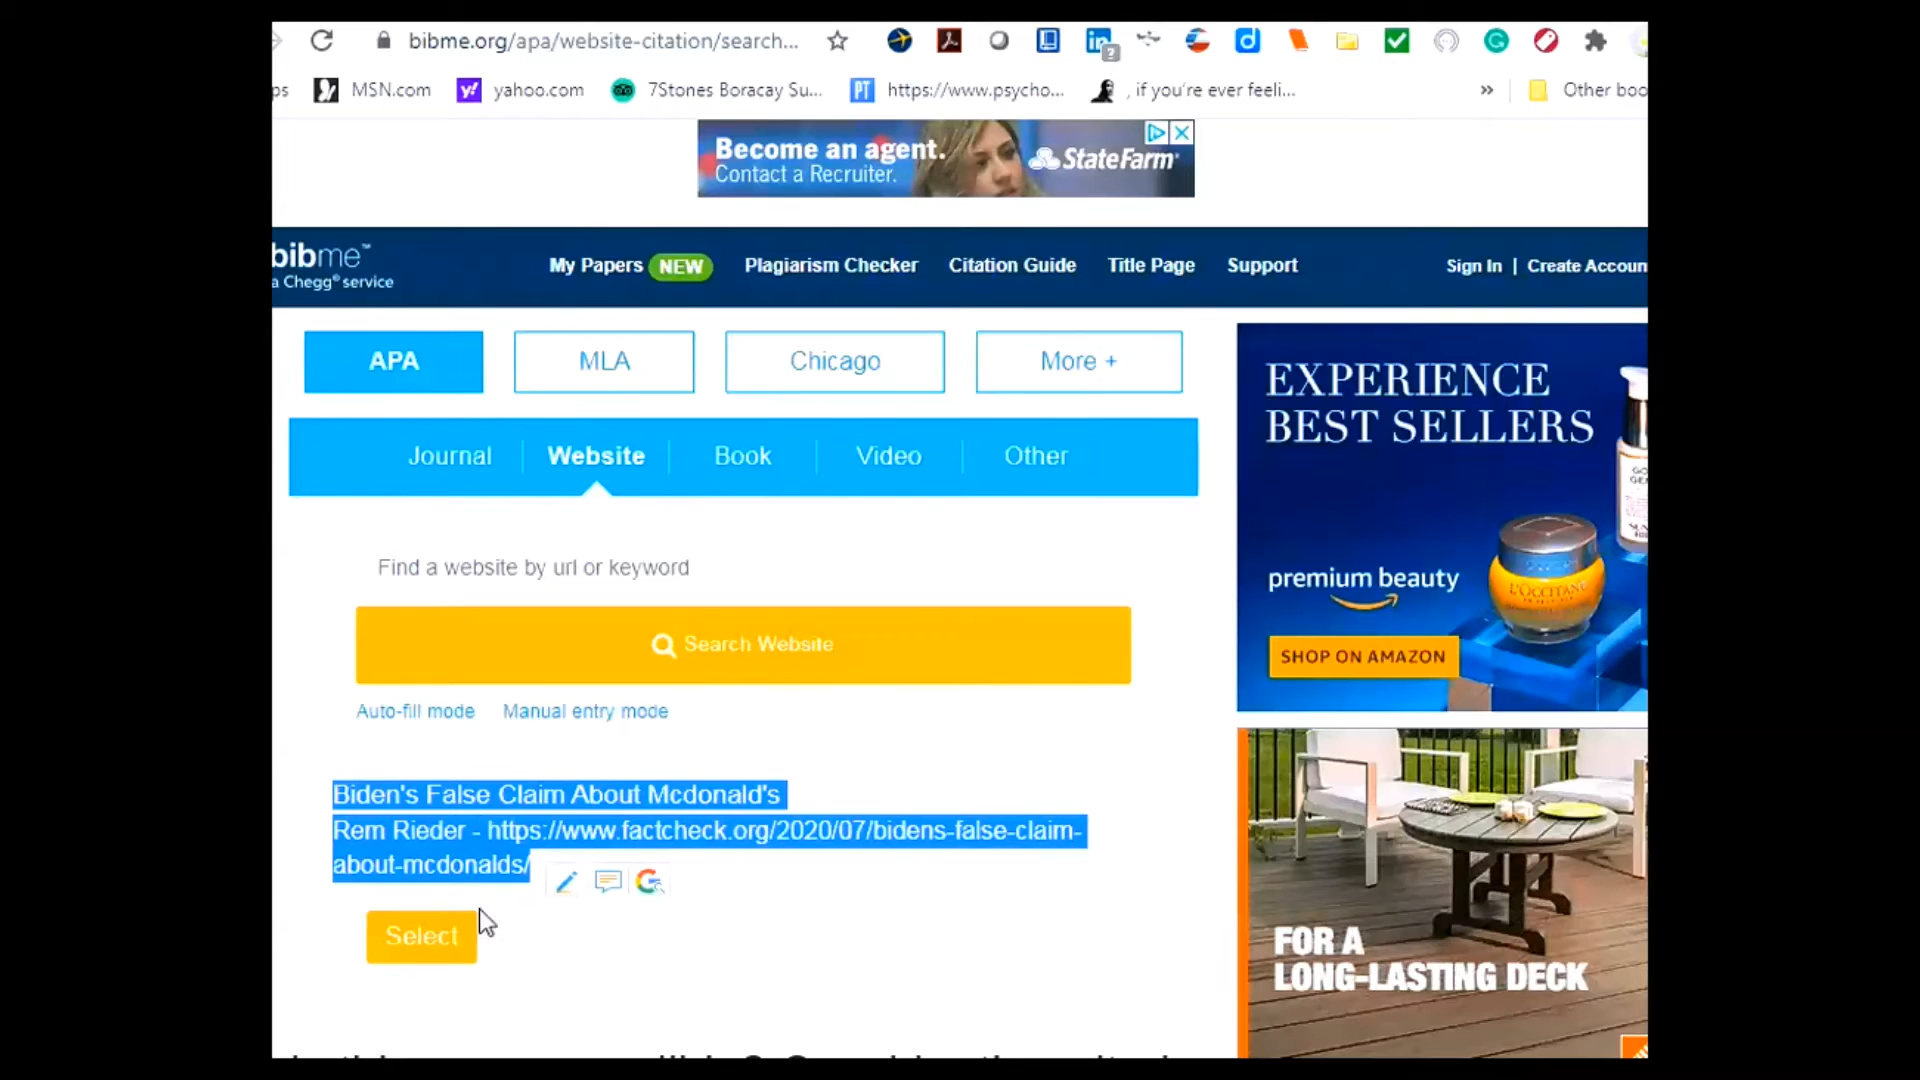 bibme.org/apa/website-citation/search...
ps MSN.com yahoo.com 7Stones Boracay Su... PT https://www.psycho... , if you're ever feeli... » Other boo
Become an agent.
Contact a Recruiter.
StateFarm
bibme™
a Chegg® service
My Papers NEW Plagiarism Checker Citation Guide Title Page Support
Sign In | Create Accoun
APA MLA Chicago More +
Journal Website Book Video Other
Find a website by url or keyword
Search Website
Auto-fill mode Manual entry mode
Biden's False Claim About Mcdonald's
Rem Rieder - https://www.factcheck.org/2020/07/bidens-false-claim-
about-mcdonalds/
Select
EXPERIENCE
BEST SELLERS
premium beauty
L'OCCITANE
SHOP ON AMAZON
FOR A
LONG-LASTING DECK